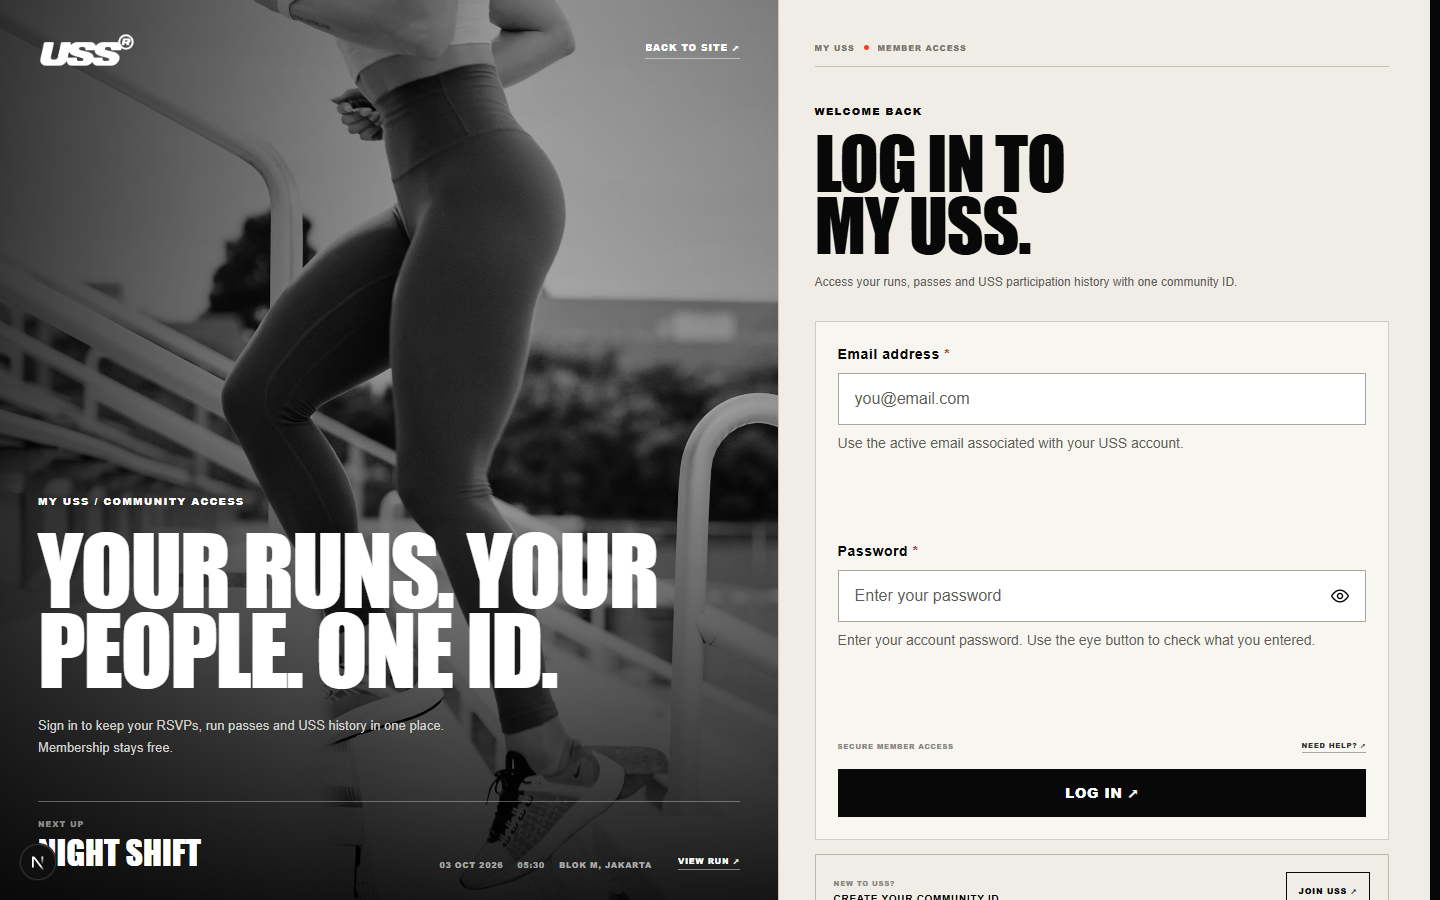 USS®
BACK TO SITE ↗
MY USS / COMMUNITY ACCESS
YOUR RUNS. YOUR
PEOPLE. ONE ID.
Sign in to keep your RSVPs, run passes and USS history in one place.
Membership stays free.
NEXT UP
NIGHT SHIFT
N
03 OCT 2026 05:30 BLOK M, JAKARTA
VIEW RUN ↗
MY USS • MEMBER ACCESS
WELCOME BACK
LOG IN TO
MY USS.
Access your runs, passes and USS participation history with one community ID.
Email address *
you@email.com
Use the active email associated with your USS account.
Password *
Enter your password
Enter your account password. Use the eye button to check what you entered.
SECURE MEMBER ACCESS
NEED HELP? ↗
LOG IN ↗
NEW TO USS?
CREATE YOUR COMMUNITY ID
JOIN USS ↗